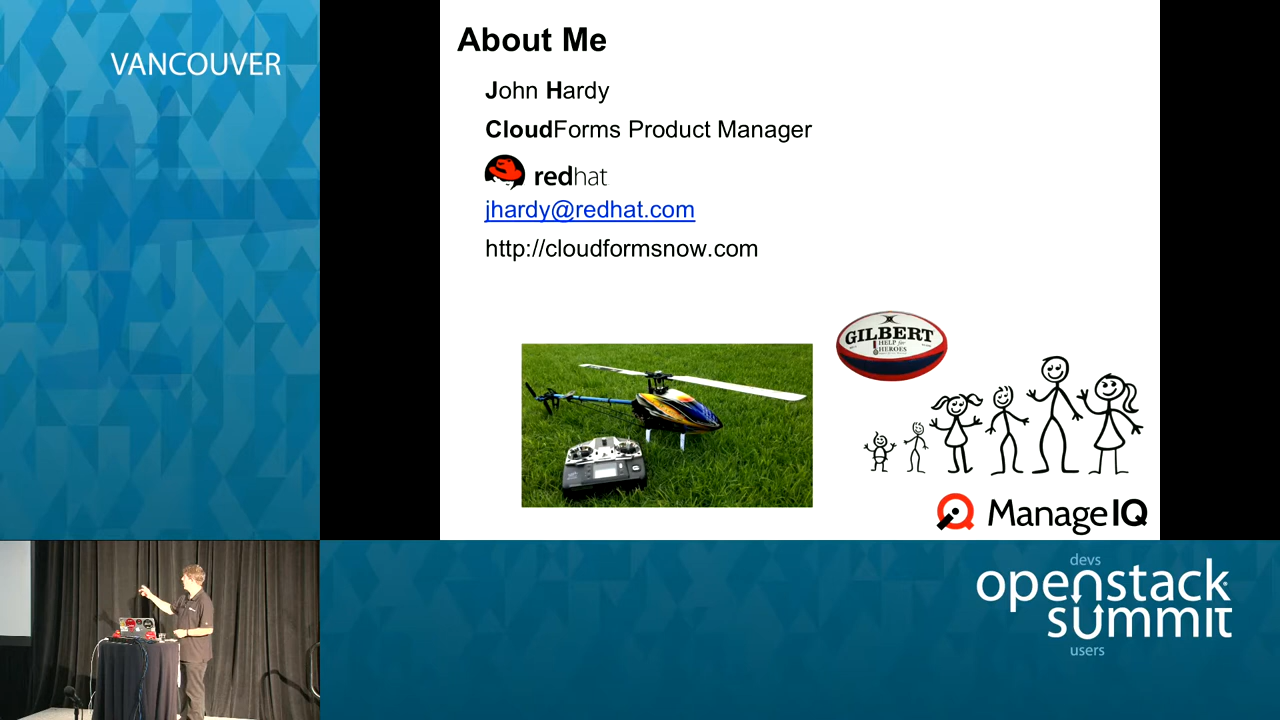 VANCOUVER
About Me
John Hardy
CloudForms Product Manager
redhat
jhardy@redhat.com
http://cloudformsnow.com
GILBERT
HELP for
HEROES
ManageIQ
devs
openstack
summit
users